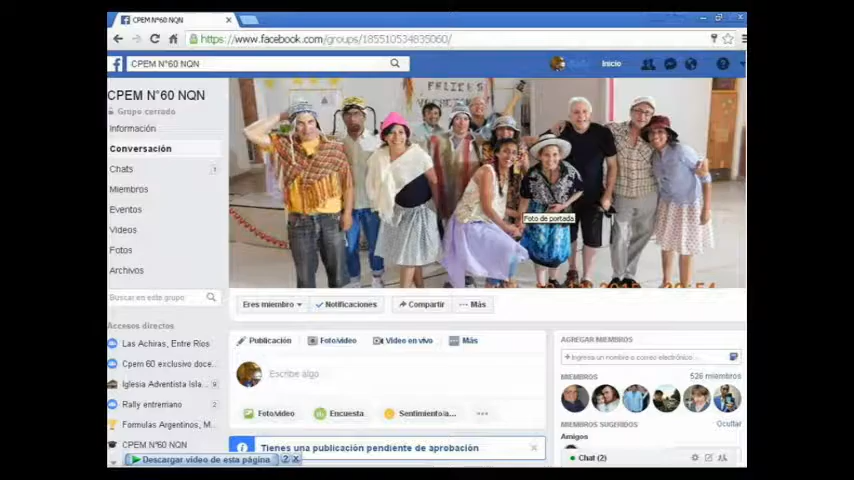 CPEM N°60 NQN
https://www.facebook.com/groups/185510534835060/
CPEM N°60 NQN
Inicio
CPEM N°60 NQN
Grupo cerrado
Información
Conversación
Chats 1
Miembros
Eventos
Videos
Fotos
Archivos
Buscar en este grupo
Accesos directos
Las Achiras, Entre Ríos
Cpem 60 exclusivo doce...
Iglesia Adventista Isla... 9
Rally entrerriano 2
Formulas Argentinos, M...
CPEM N°60 NQN
Descargar video de esta página ? X
FELICES
Foto de portada
Eres miembro
Notificaciones
Compartir
Más
Publicación
Foto/video
Video en vivo
Más
Escribe algo
Foto/video
Encuesta
Sentimiento/a...
Tienes una publicación pendiente de aprobación
AGREGAR MIEMBROS
+Ingresa un nombre o correo electrónico...
MIEMBROS
526 miembros
MIEMBROS SUGERIDOS
Ocultar
Amigos
Chat (2)